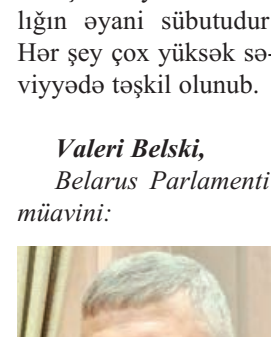 lığın əyani sübutudur
Hər şey çox yüksək sə-
viyyədə təşkil olunub.
Valeri Belski,
Belarus Parlamenti
müavini: